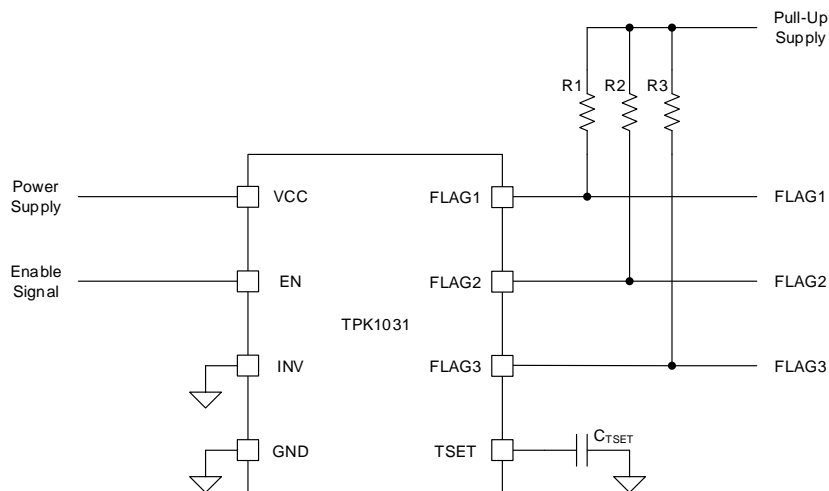 Pull-Up
Supply
R1 R2 R3
Power
Supply
VCC
FLAG1
FLAG1
Enable
Signal
EN
FLAG2
FLAG2
TPK1031
INV
FLAG3
FLAG3
GND
TSET
CTSET